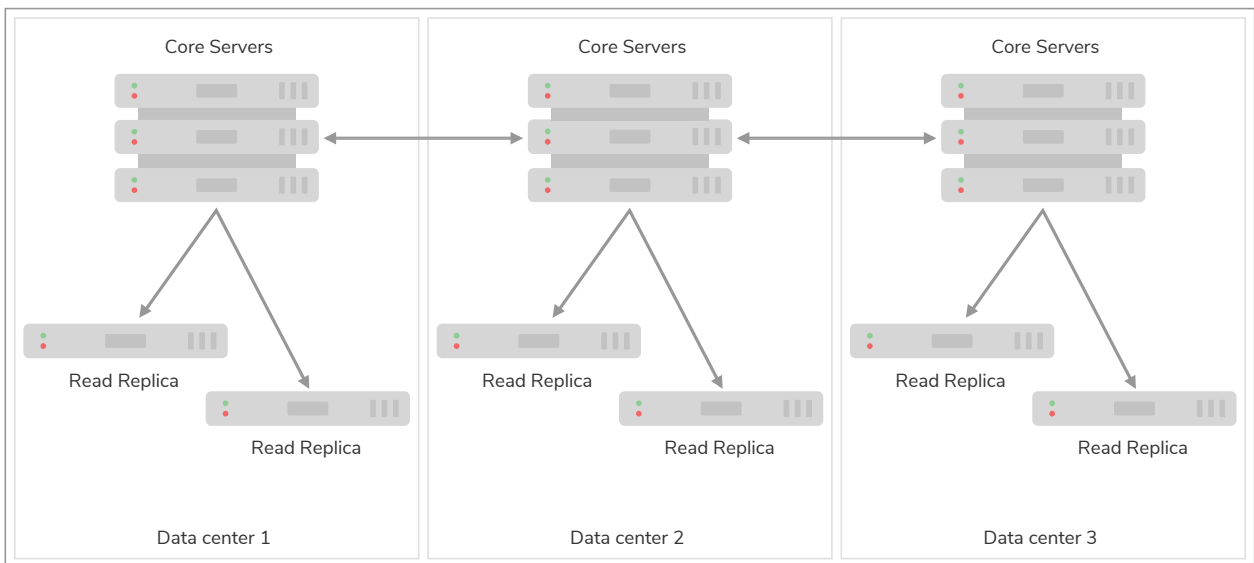 Core Servers
Core Servers
Core Servers
Read Replica
Read Replica
Read Replica
Read Replica
Read Replica
Read Replica
Data center 1
Data center 2
Data center 3